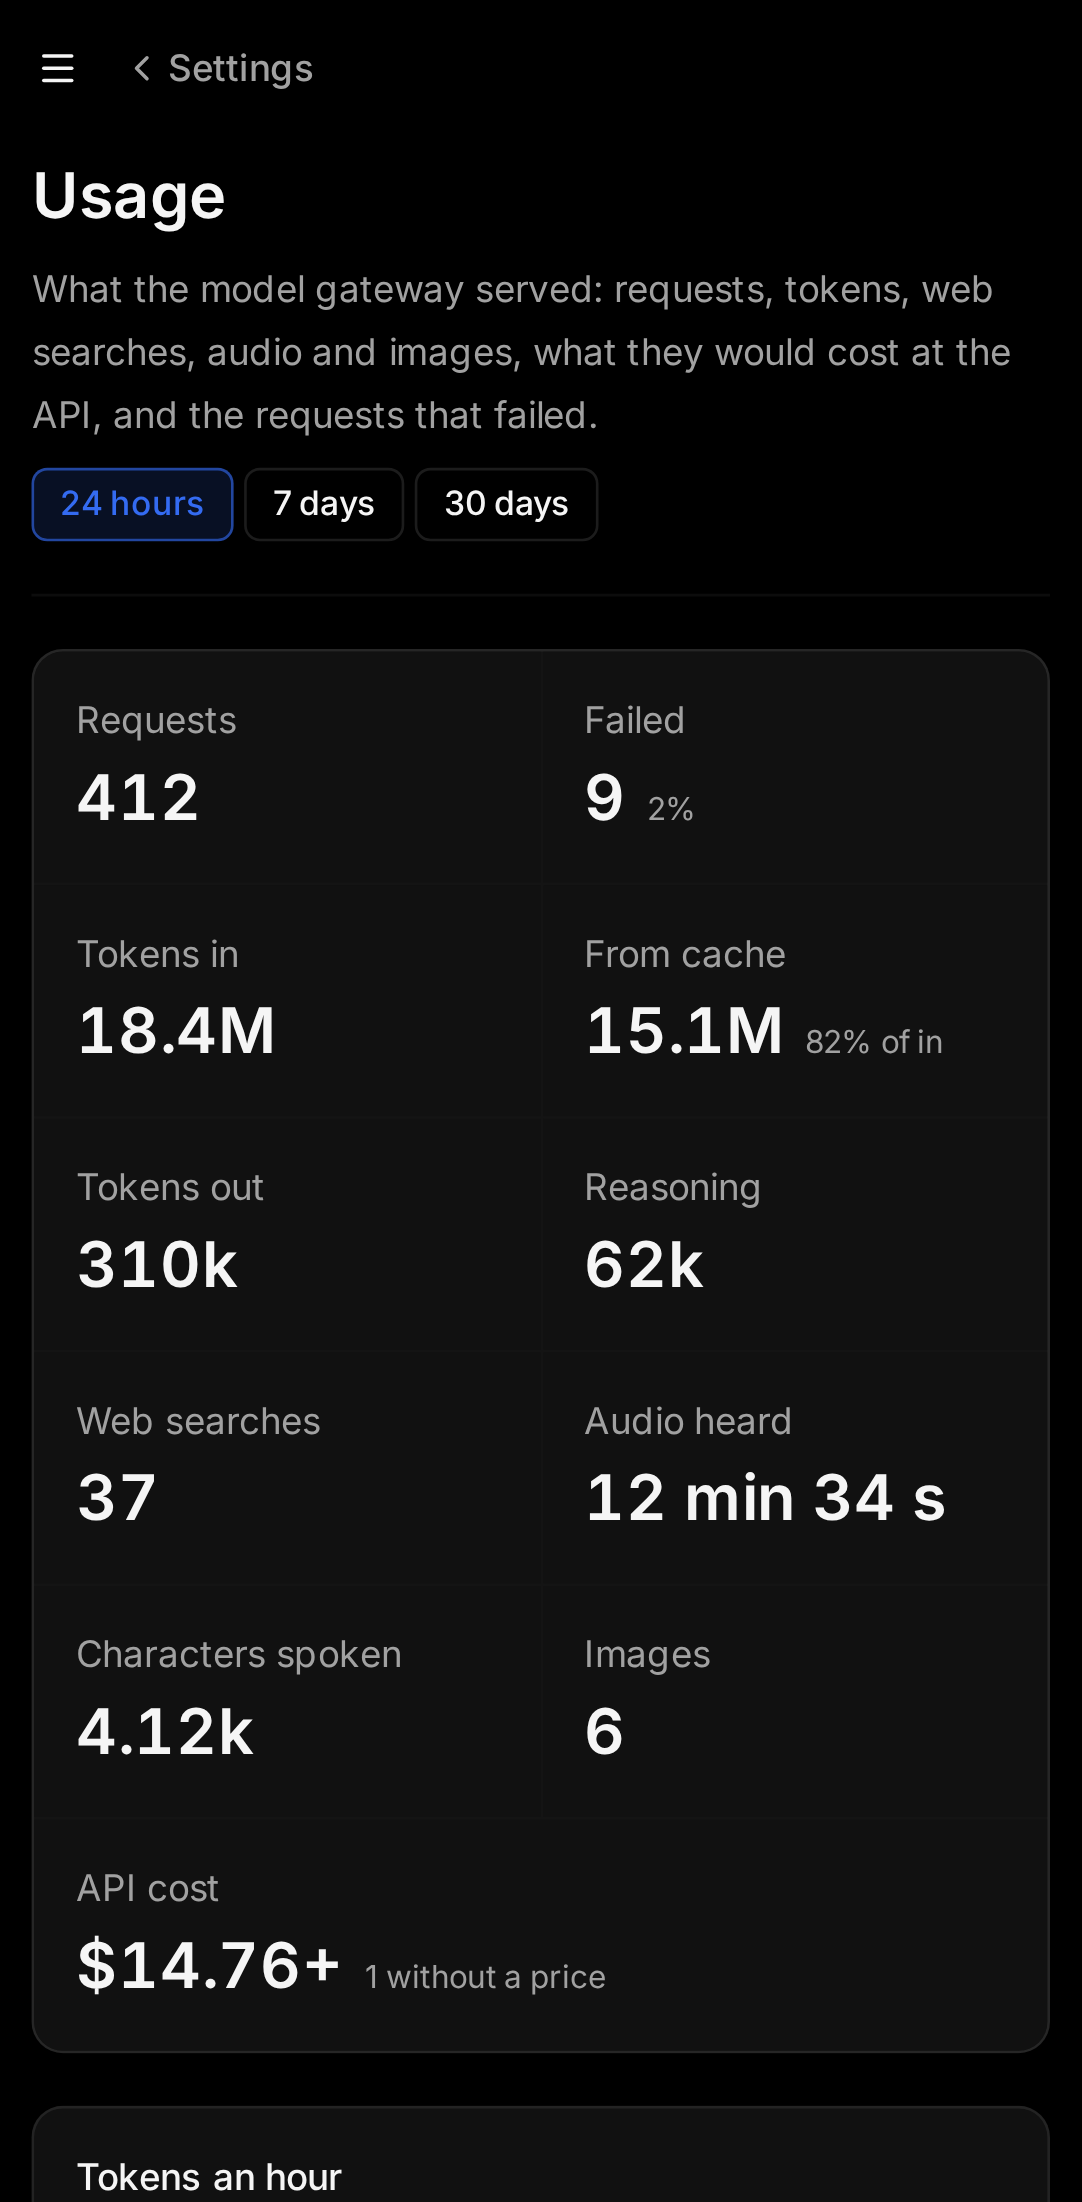 Settings
Usage
What the model gateway served: requests, tokens, web
searches, audio and images, what they would cost at the
API, and the requests that failed.
24 hours 7 days 30 days
Requests Failed
412 9 2%
Tokens in From cache
18.4M 15.1M 82% of in
Tokens out Reasoning
310k 62k
Web searches Audio heard
37 12 min 34 s
Characters spoken Images
4.12k 6
API cost
$14.76+ 1 without a price
Tokens an hour